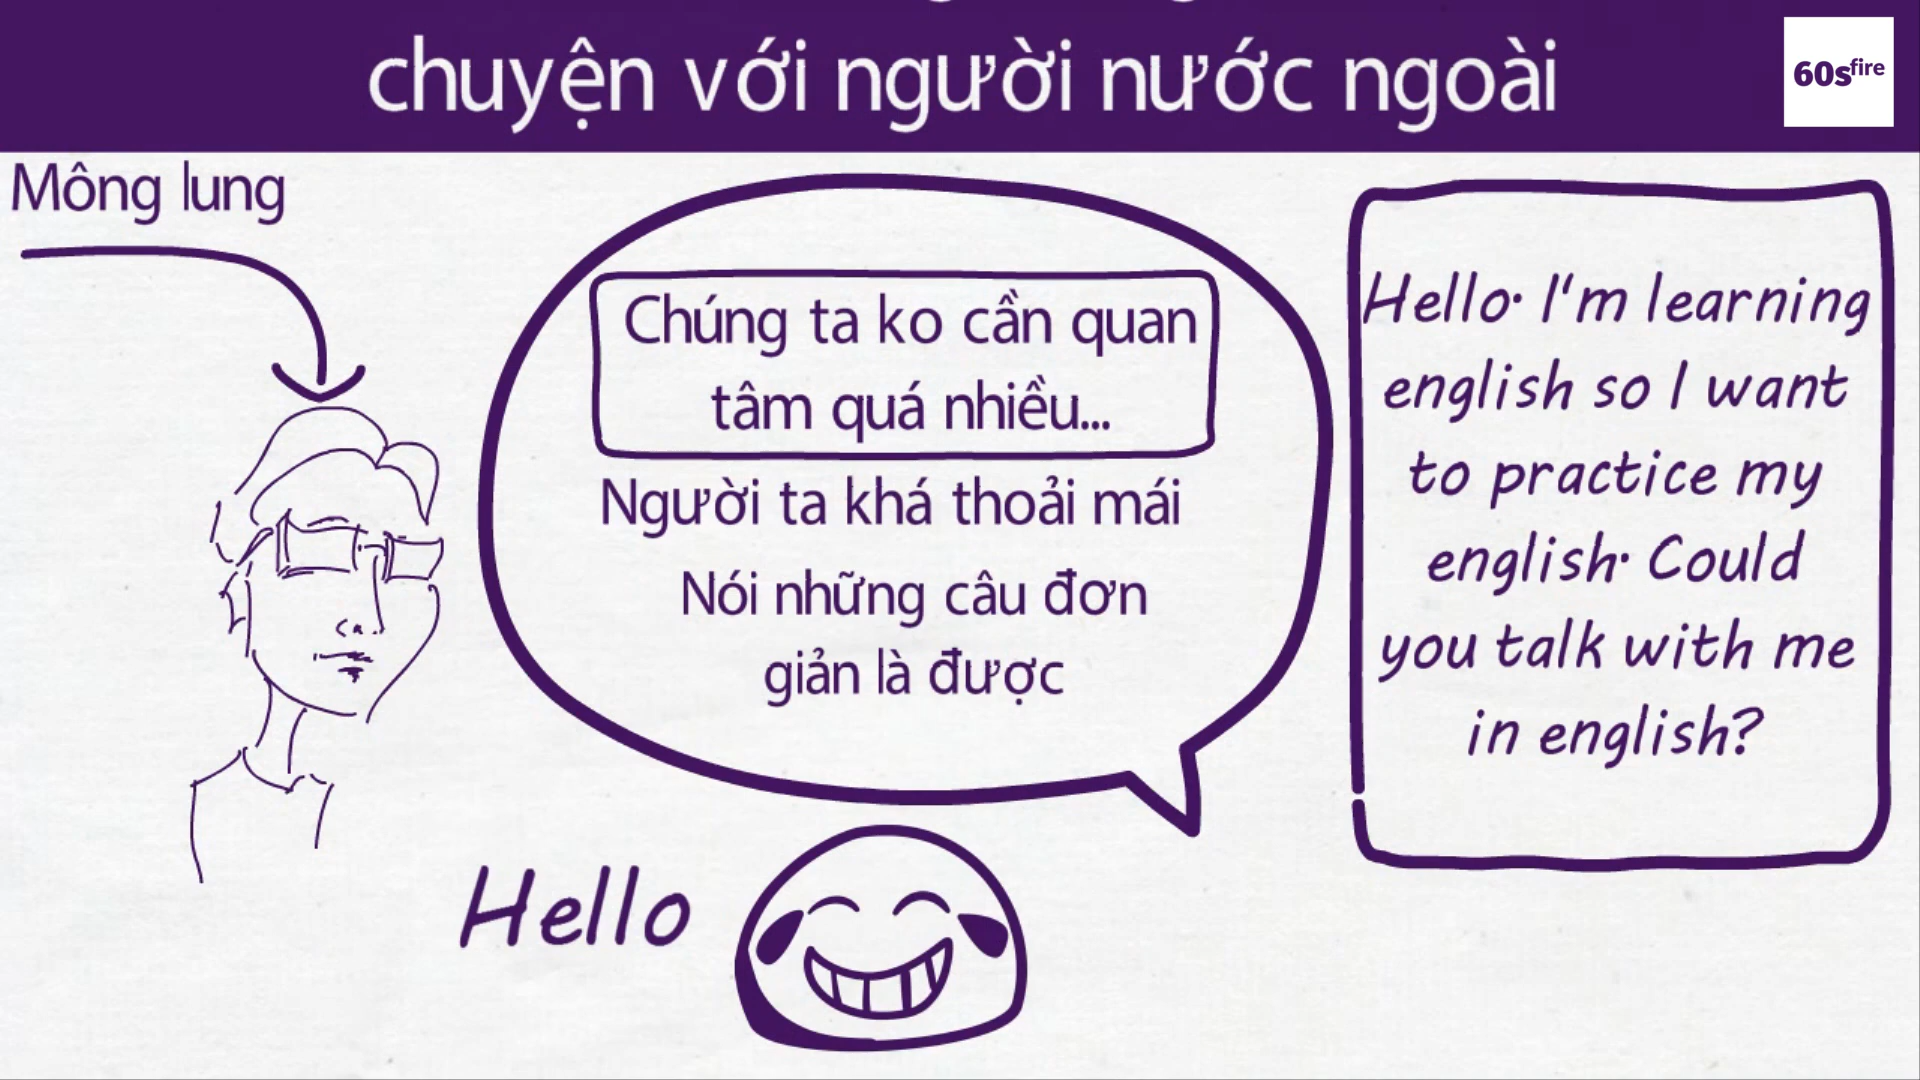 chuyện với người nước ngoài
60sfire
Mông lung
Chúng ta ko cần quan
tâm quá nhiều...
Người ta khá thoải mái
Nói những câu đơn
giản là được
Hello. I'm learning
english so I want
to practice my
english. Could
you talk with me
in english?
Hello